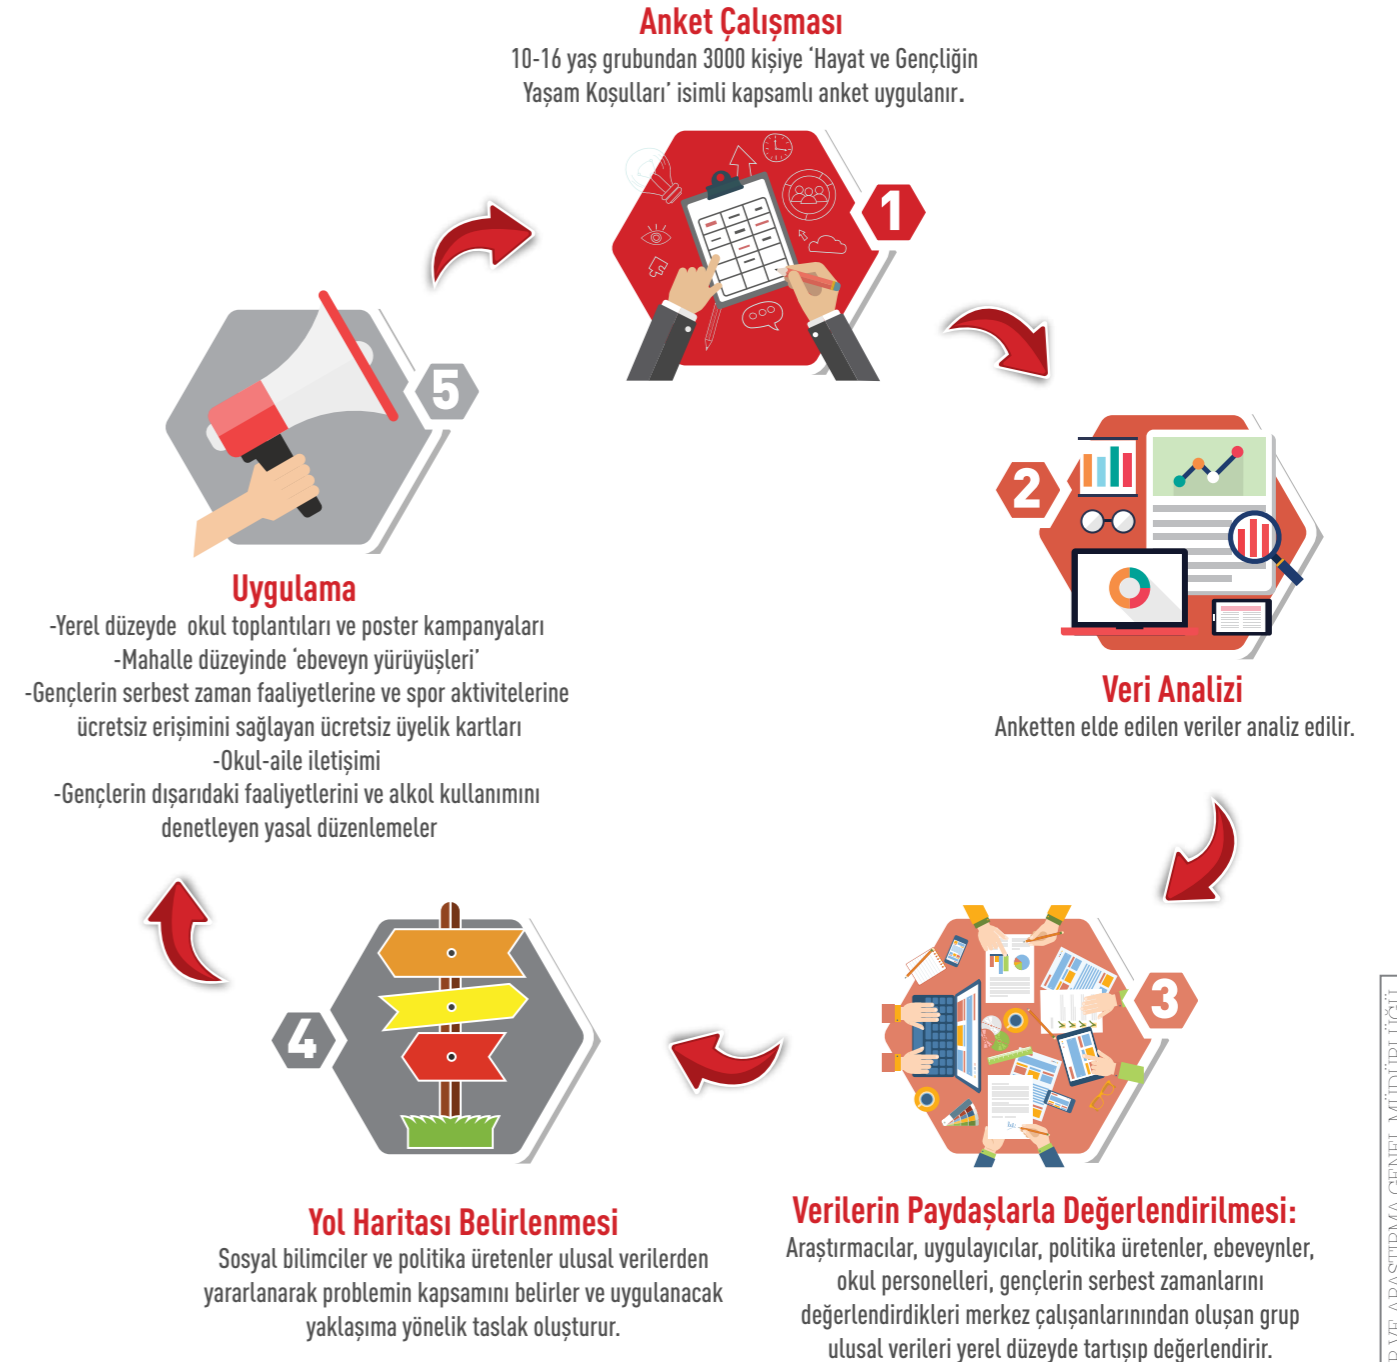 Anket Çalışması
10-16 yaş grubundan 3000 kişiye ‘Hayat ve Gençliğin
Yaşam Koşulları’ isimli kapsamlı anket uygulanır.
1
2
Veri Analizi
Anketten elde edilen veriler analiz edilir.
3
Verilerin Paydaşlarla Değerlendirilmesi:
Araştırmacılar, uygulayıcılar, politika üretenler, ebeveynler,
okul personelleri, gençlerin serbest zamanlarını
değerlendirdikleri merkez çalışanlarınından oluşan grup
ulusal verileri yerel düzeyde tartışıp değerlendirir.
4
Yol Haritası Belirlenmesi
Sosyal bilimciler ve politika üretenler ulusal verilerden
yararlanarak problemin kapsamını belirler ve uygulanacak
yaklaşıma yönelik taslak oluşturur.
5
Uygulama
-Yerel düzeyde okul toplantıları ve poster kampanyaları
-Mahalle düzeyinde ‘ebeveyn yürüyüşleri’
-Gençlerin serbest zaman faaliyetlerine ve spor aktivitelerine
ücretsiz erişimini sağlayan ücretsiz üyelik kartları
-Okul-aile iletişimi
-Gençlerin dışarıdaki faaliyetlerini ve alkol kullanımını
denetleyen yasal düzenlemeler
VE ARAŞTIRMA GENEL MÜDÜRLÜĞÜ